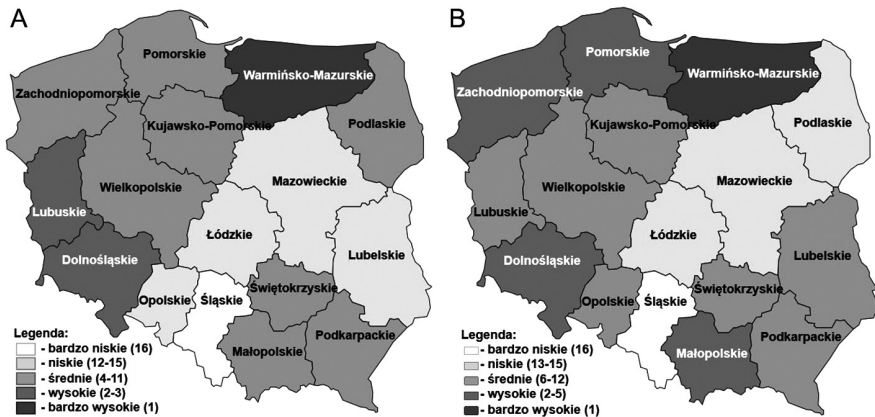 A
Pomorskie
Warmińsko-Mazurskie
Zachodniopomorskie
Kujawsko-Pomorskie
Podlaskie
Mazowieckie
Wielkopolskie
Lubuskie
Łódzkie
Lubelskie
Dolnośląskie
Opolskie
Śląskie
Świętokrzyskie
Podkarpackie
Małopolskie
Legenda:
- bardzo niskie (16)
- niskie (12-15)
- średnie (4-11)
- wysokie (2-3)
- bardzo wysokie (1)
B
Pomorskie
Warmińsko-Mazurskie
Zachodniopomorskie
Kujawsko-Pomorskie
Podlaskie
Mazowieckie
Wielkopolskie
Lubuskie
Łódzkie
Lubelskie
Dolnośląskie
Opolskie
Śląskie
Świętokrzyskie
Podkarpackie
Małopolskie
Legenda:
- bardzo niskie (16)
- niskie (13-15)
- średnie (6-12)
- wysokie (2-5)
- bardzo wysokie (1)